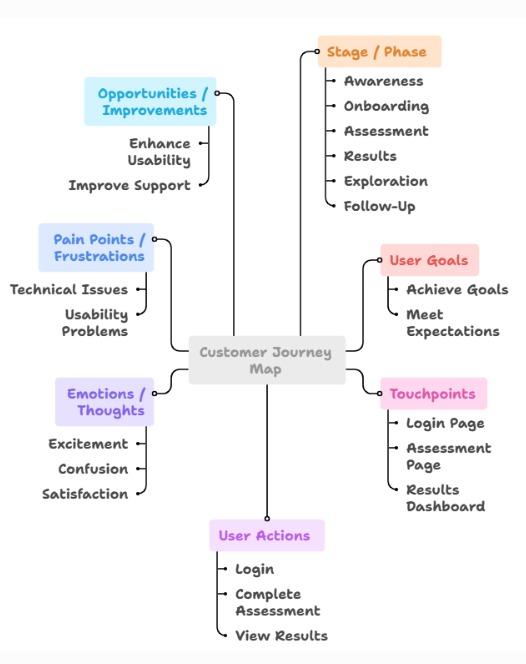 Stage / Phase
Awareness
Onboarding
Assessment
Results
Exploration
Follow-Up
Opportunities /
Improvements
Enhance
Usability
Improve Support
Pain Points /
Frustrations
Technical Issues
Usability
Problems
User Goals
Achieve Goals
Meet
Expectations
Customer Journey
Map
Emotions /
Thoughts
Excitement
Confusion
Satisfaction
Touchpoints
Login Page
Assessment
Page
Results
Dashboard
User Actions
Login
Complete
Assessment
View Results